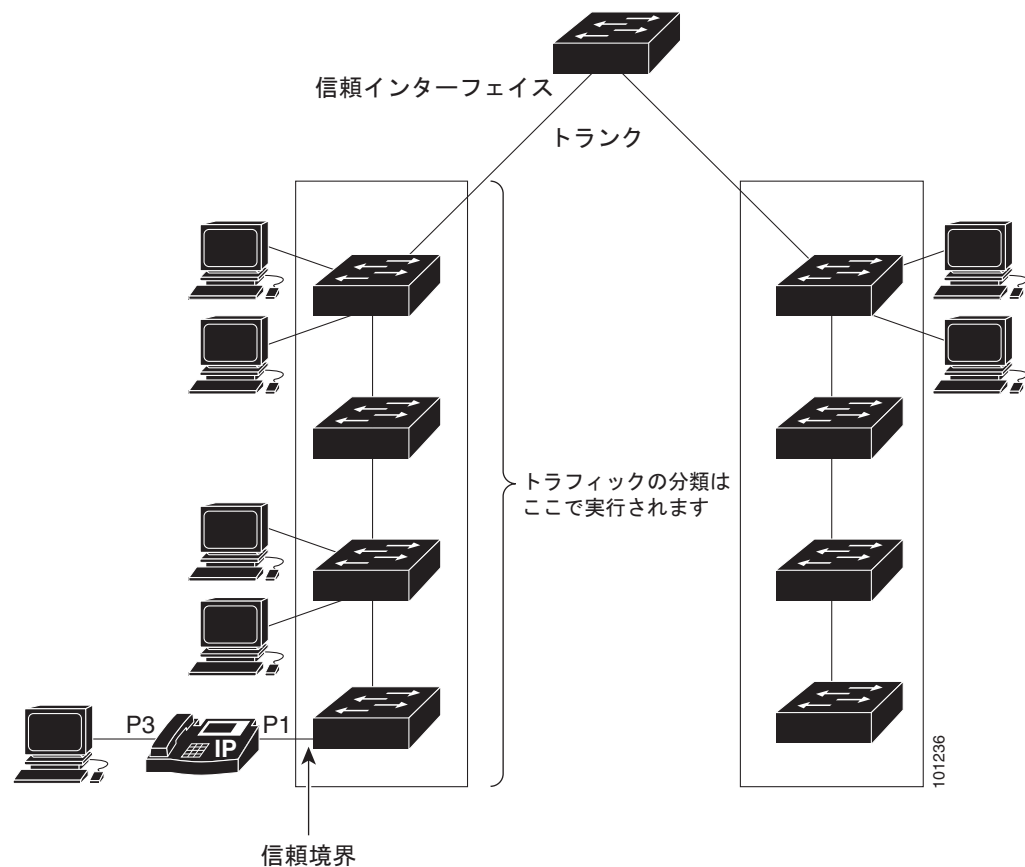 信頼インターフェイス
トランク
トラフィックの分類は
ここで実行されます
P3
IP
P1
信頼境界
101236